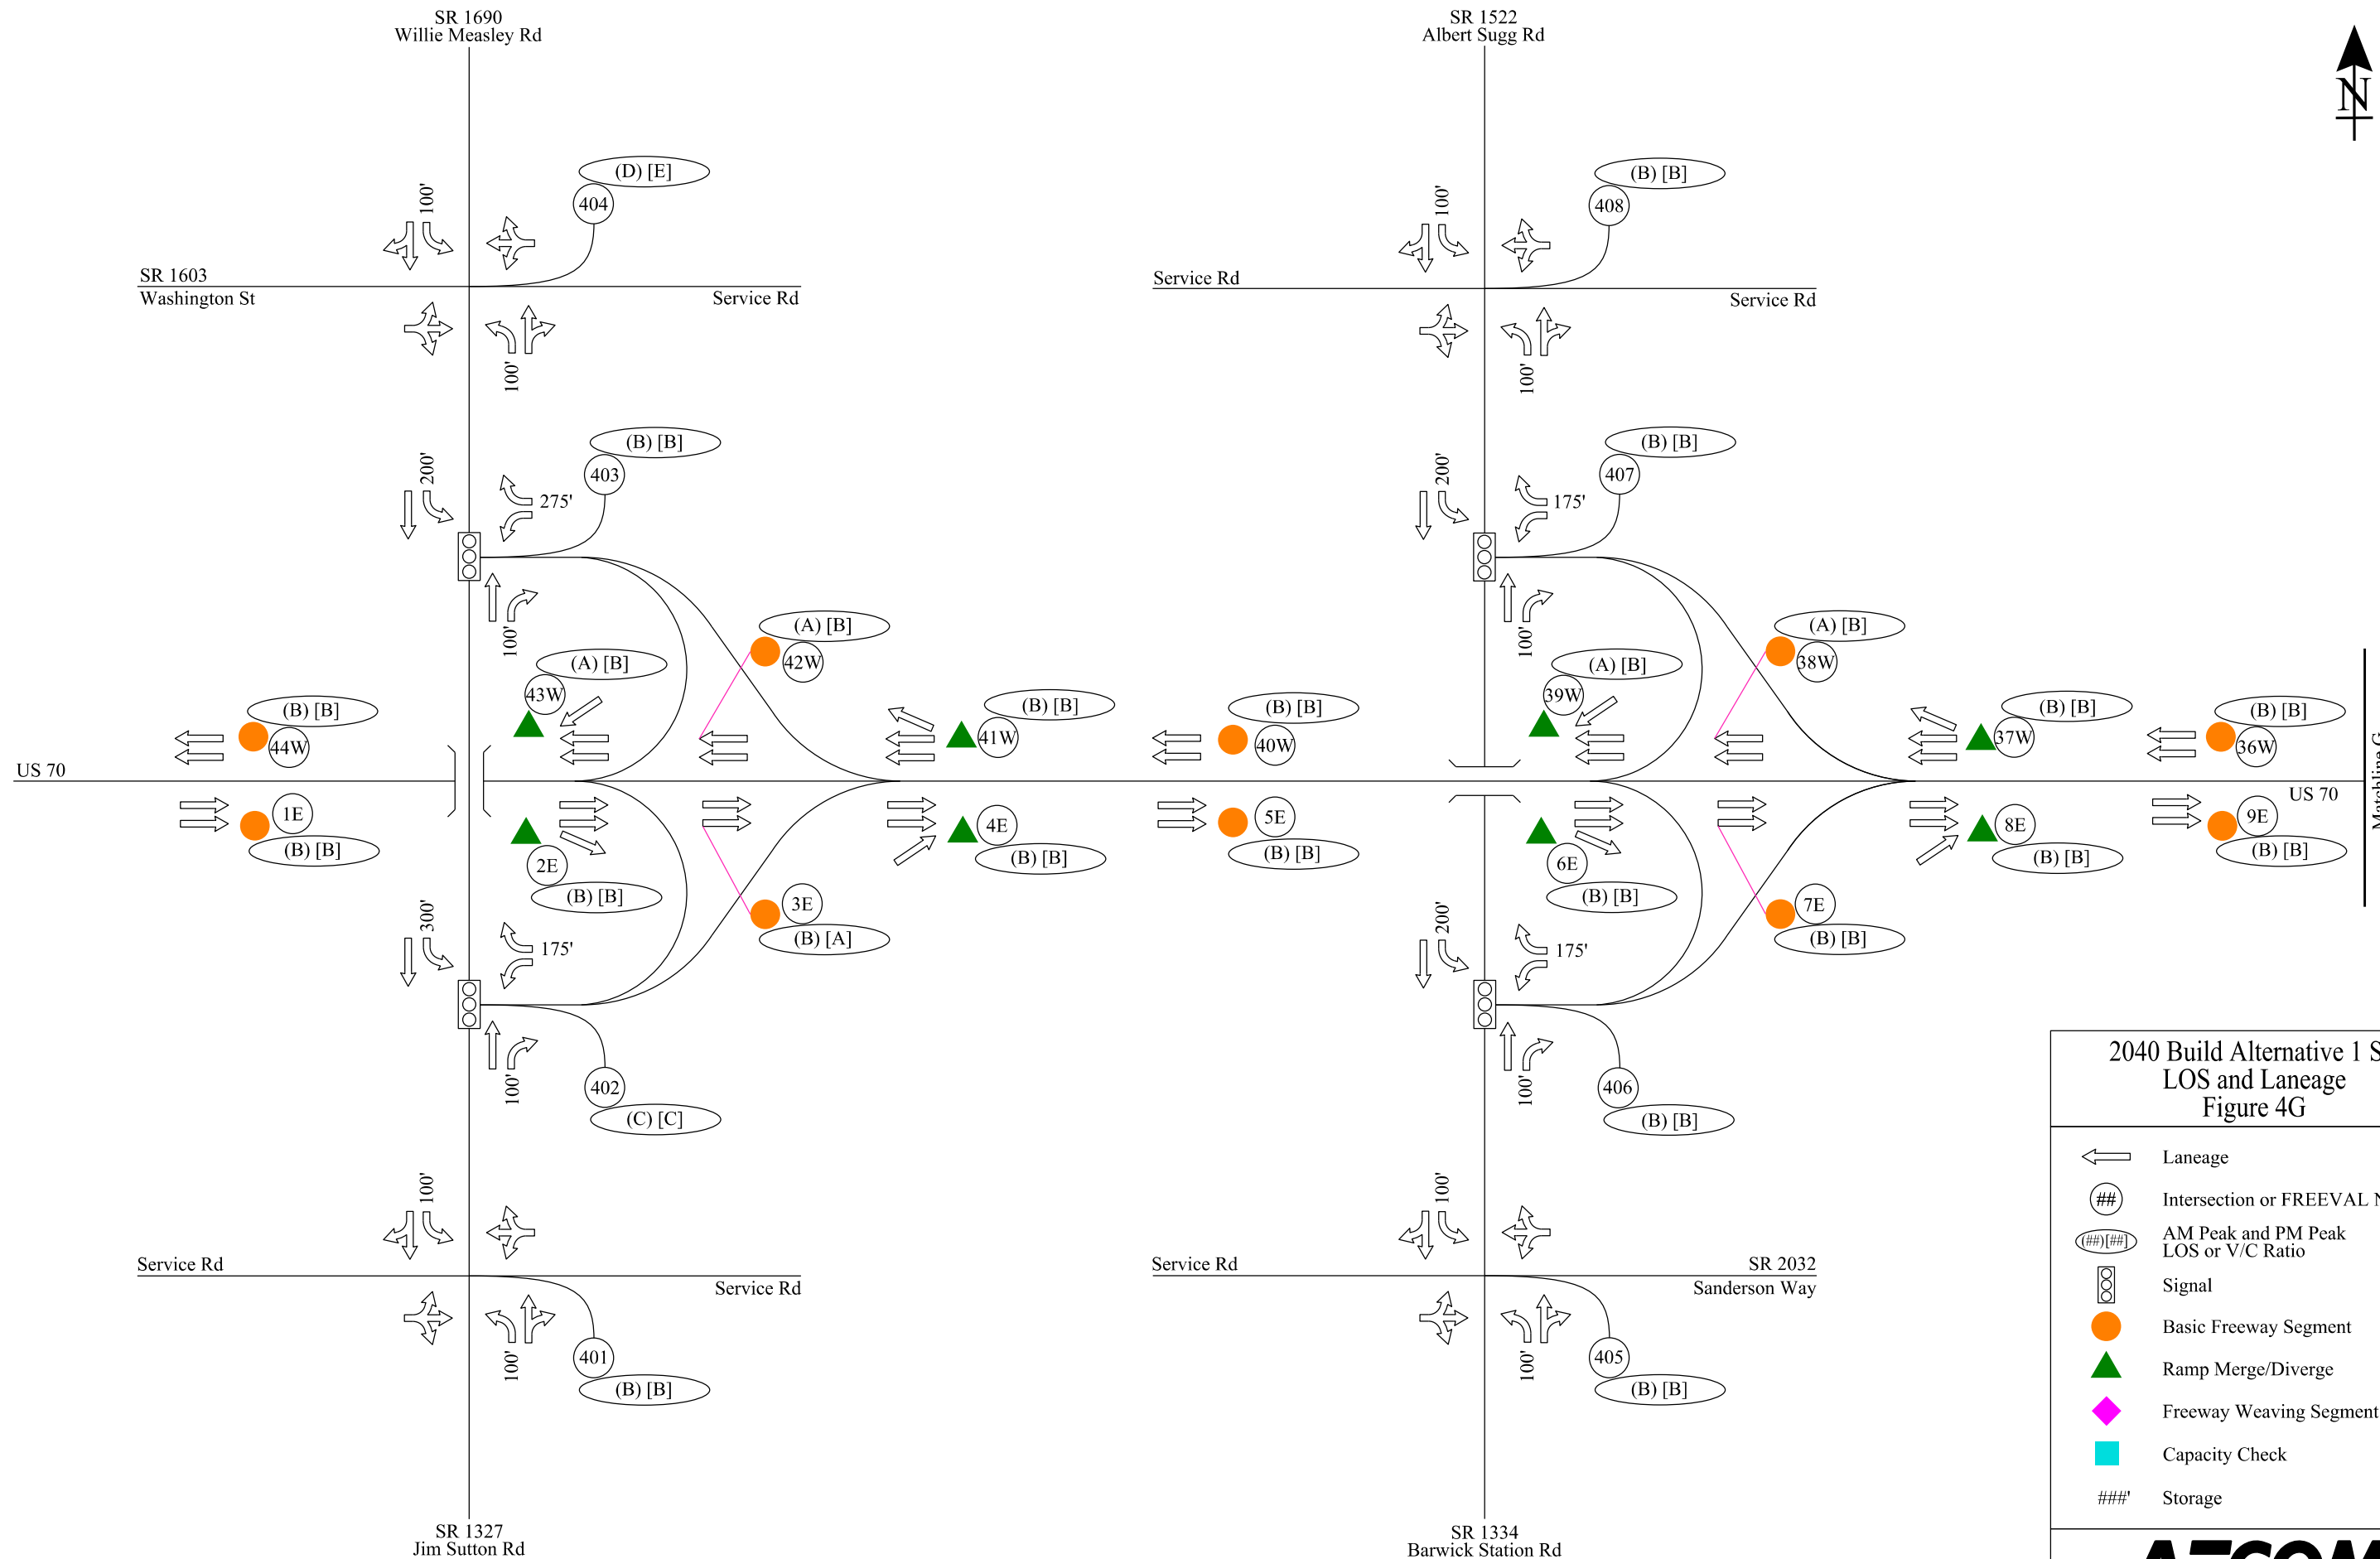 SR 1690
Willie Measley Rd
SR 1522
Albert Sugg Rd
N
(D) [E]
404
100'
(B) [B]
408
100'
SR 1603
Washington St
Service Rd
Service Rd
Service Rd
100'
100'
(B) [B]
403
200'
275'
(B) [B]
407
200'
175'
100'
100'
(A) [B]
42W
(A) [B]
43W
(A) [B]
38W
(A) [B]
39W
(B) [B]
44W
(B) [B]
41W
(B) [B]
40W
(B) [B]
37W
(B) [B]
36W
US 70
US 70
Matchline G
1E
(B) [B]
2E
(B) [B]
3E
(B) [A]
4E
(B) [B]
5E
(B) [B]
6E
(B) [B]
7E
(B) [B]
8E
(B) [B]
9E
(B) [B]
300'
175'
200'
175'
100'
402
(C) [C]
100'
406
(B) [B]
100'
100'
Service Rd
Service Rd
Service Rd
SR 2032
Sanderson Way
100'
401
(B) [B]
100'
405
(B) [B]
SR 1327
Jim Sutton Rd
SR 1334
Barwick Station Rd
2040 Build Alternative 1 S
LOS and Laneage
Figure 4G
Laneage
## Intersection or FREEVAL
(##)[##] AM Peak and PM Peak
LOS or V/C Ratio
Signal
Basic Freeway Segment
Ramp Merge/Diverge
Freeway Weaving Segment
Capacity Check
###' Storage
AECOM